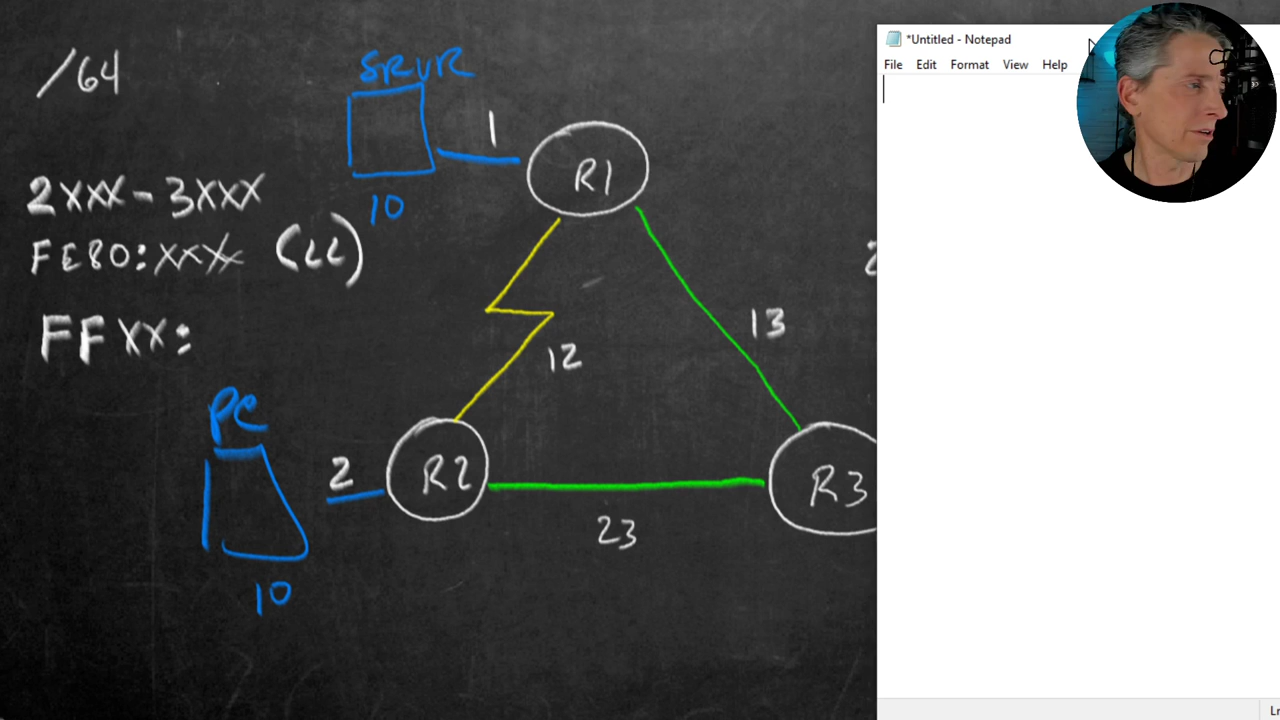 /64
SRVR
1
R1
10
2XXX - 3XXX
FE80:XXX (LL)
FFXX:
13
12
PC
2
R2
R3
23
10
*Untitled - Notepad
File Edit Format View Help